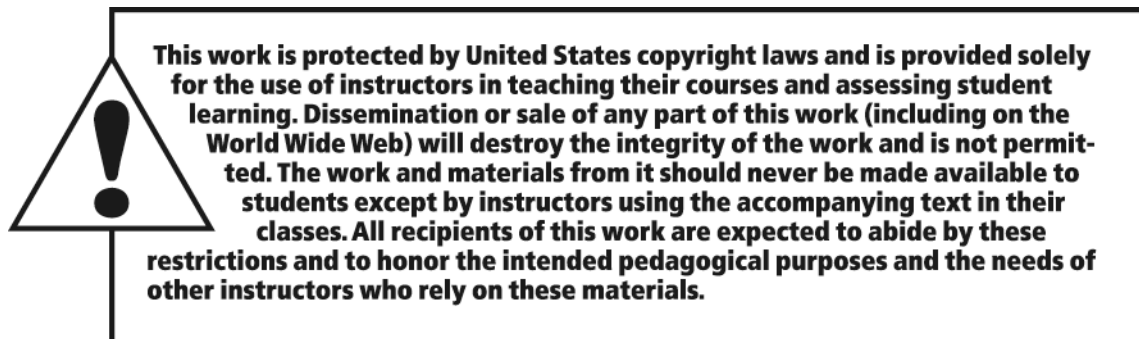 This work is protected by United States copyright laws and is provided solely
for the use of instructors in teaching their courses and assessing student
learning. Dissemination or sale of any part of this work (including on the
World Wide Web) will destroy the integrity of the work and is not permit-
ted. The work and materials from it should never be made available to
students except by instructors using the accompanying text in their
classes. All recipients of this work are expected to abide by these
restrictions and to honor the intended pedagogical purposes and the needs of
other instructors who rely on these materials.